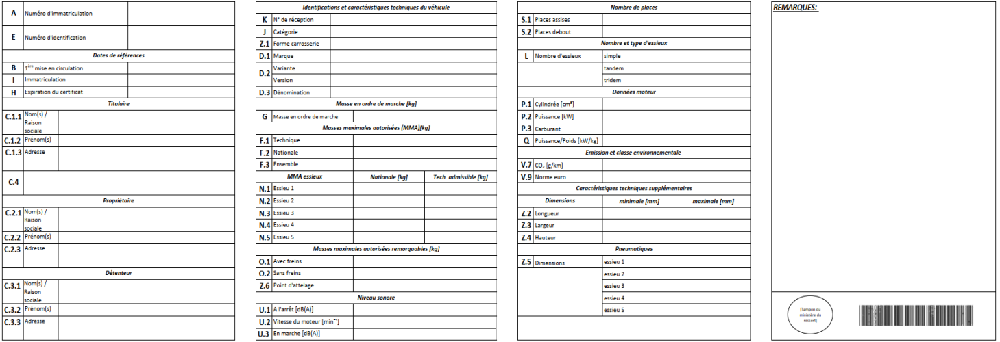 A Numéro d'immatriculation
E Numéro d'identification
Dates de références
B 1ère mise en circulation
I Immatriculation
H Expiration du certificat
Titulaire
C.1.1 Nom(s) /
Raison
sociale
C.1.2 Prénom(s)
C.1.3 Adresse
C.4
Propriétaire
C.2.1 Nom(s) /
Raison
sociale
C.2.2 Prénom(s)
C.2.3 Adresse
Détenteur
C.3.1 Nom(s) /
Raison
sociale
C.3.2 Prénom(s)
C.3.3 Adresse
Identifications et caractéristiques techniques du véhicule
K N° de réception
J Catégorie
Z.1 Forme carrosserie
D.1 Marque
D.2 Variante
Version
D.3 Dénomination
Masse en ordre de marche [kg]
G Masse en ordre de marche
Masses maximales autorisées (MMA)[kg]
F.1 Technique
F.2 Nationale
F.3 Ensemble
MMA essieux Nationale [kg] Tech. admissible [kg]
N.1 Essieu 1
N.2 Essieu 2
N.3 Essieu 3
N.4 Essieu 4
N.5 Essieu 5
Masses maximales autorisées remorquables [kg]
O.1 Avec freins
O.2 Sans freins
Z.6 Point d'attelage
Niveau sonore
U.1 A l'arrêt [dB(A)]
U.2 Vitesse du moteur [min⁻¹]
U.3 En marche [dB(A)]
Nombre de places
S.1 Places assises
S.2 Places debout
Nombre et type d'essieux
L Nombre d'essieux simple
tandem
tridem
Données moteur
P.1 Cylindrée [cm³]
P.2 Puissance [kW]
P.3 Carburant
Q Puissance/Poids [kW/kg]
Emission et classe environnementale
V.7 CO₂ [g/km]
V.9 Norme euro
Caractéristiques techniques supplémentaires
Dimensions minimale [mm] maximale [mm]
Z.2 Longueur
Z.3 Largeur
Z.4 Hauteur
Pneumatiques
Z.5 Dimensions essieu 1
essieu 2
essieu 3
essieu 4
essieu 5
REMARQUES:
[Tampon du
ministère du
ressort]